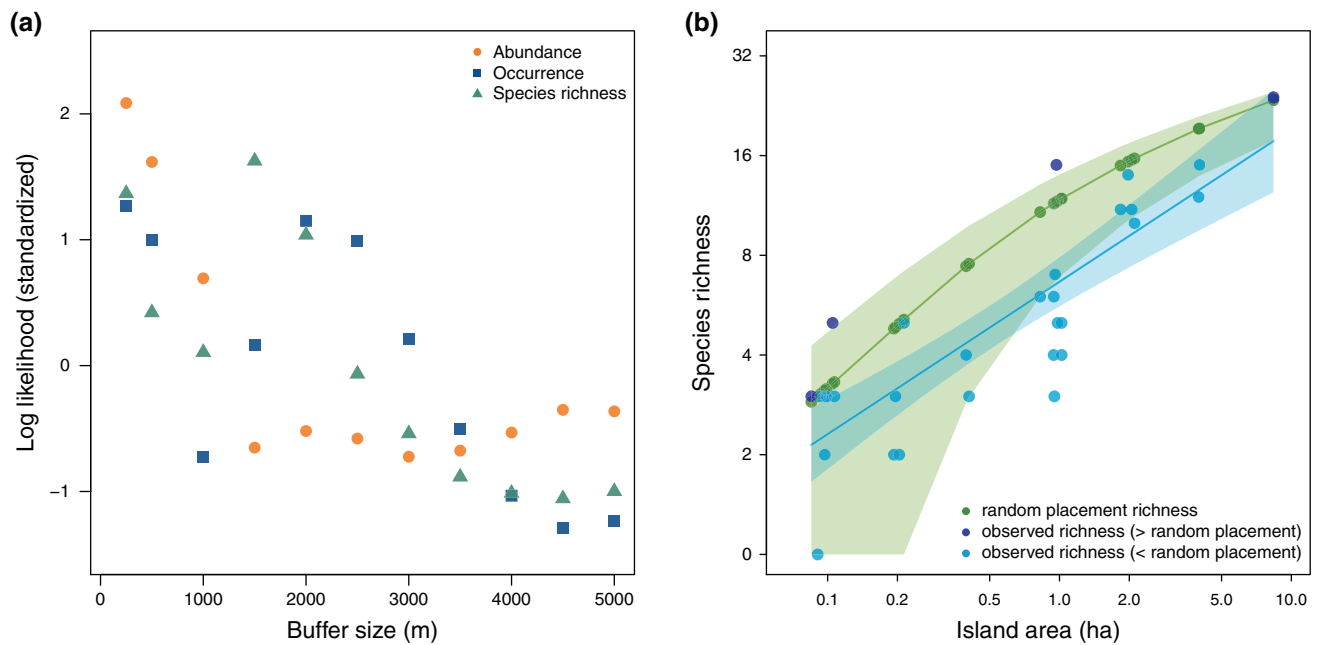 (a)
Log likelihood (standardized)
2
1
0
−1
Abundance
Occurrence
Species richness
0 1000 2000 3000 4000 5000
Buffer size (m)
(b)
Species richness
32
16
8
4
2
0
random placement richness
observed richness (> random placement)
observed richness (< random placement)
0.1 0.2 0.5 1.0 2.0 5.0 10.0
Island area (ha)